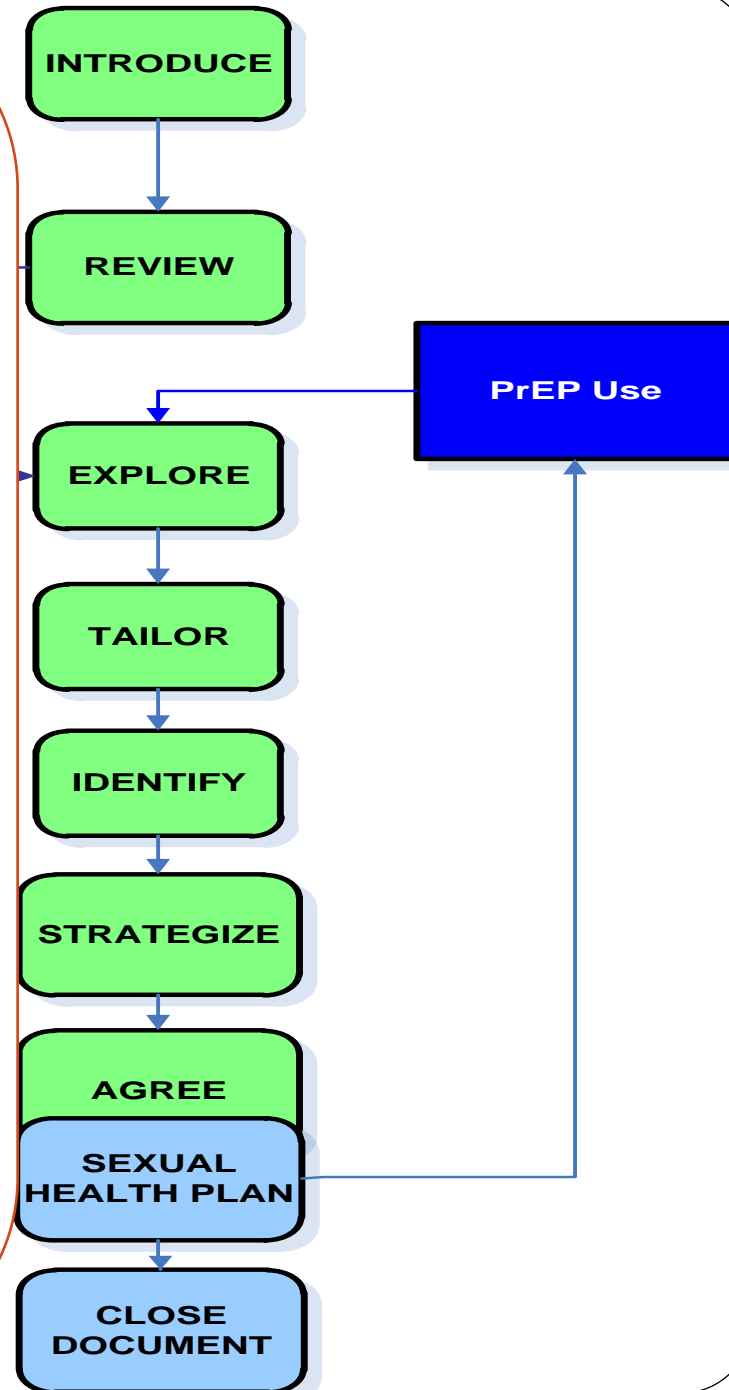 INTRODUCE
REVIEW
PrEP Use
EXPLORE
TAILOR
IDENTIFY
STRATEGIZE
AGREE
SEXUAL
HEALTH PLAN
CLOSE
DOCUMENT